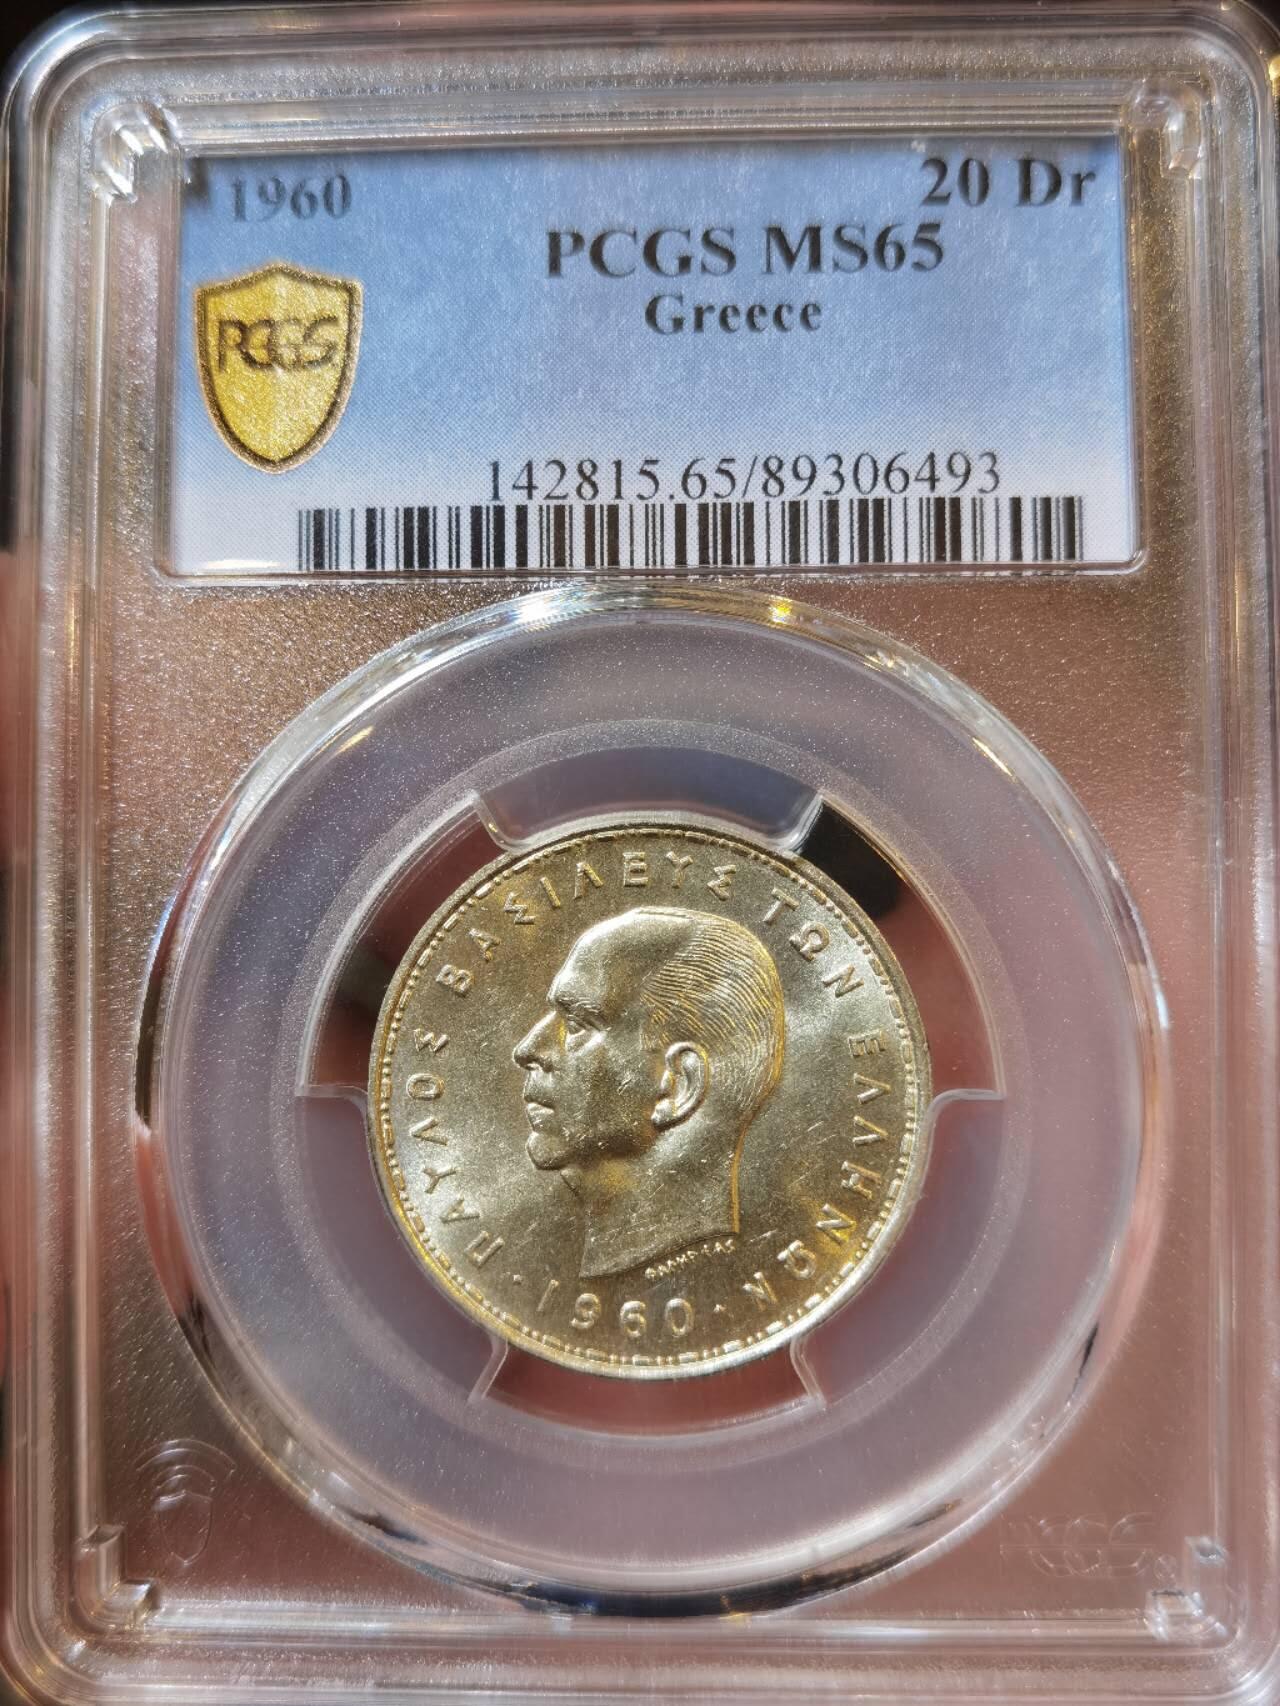 1960
20 Dr
PCGS MS65
Greece
PCGS
142815.65/89306493
ΠΑΥΛΟΣ ΒΑΣΙΛΕΥΣ ΤΩΝ ΕΛΛΗΝΩΝ
· 1960 ·